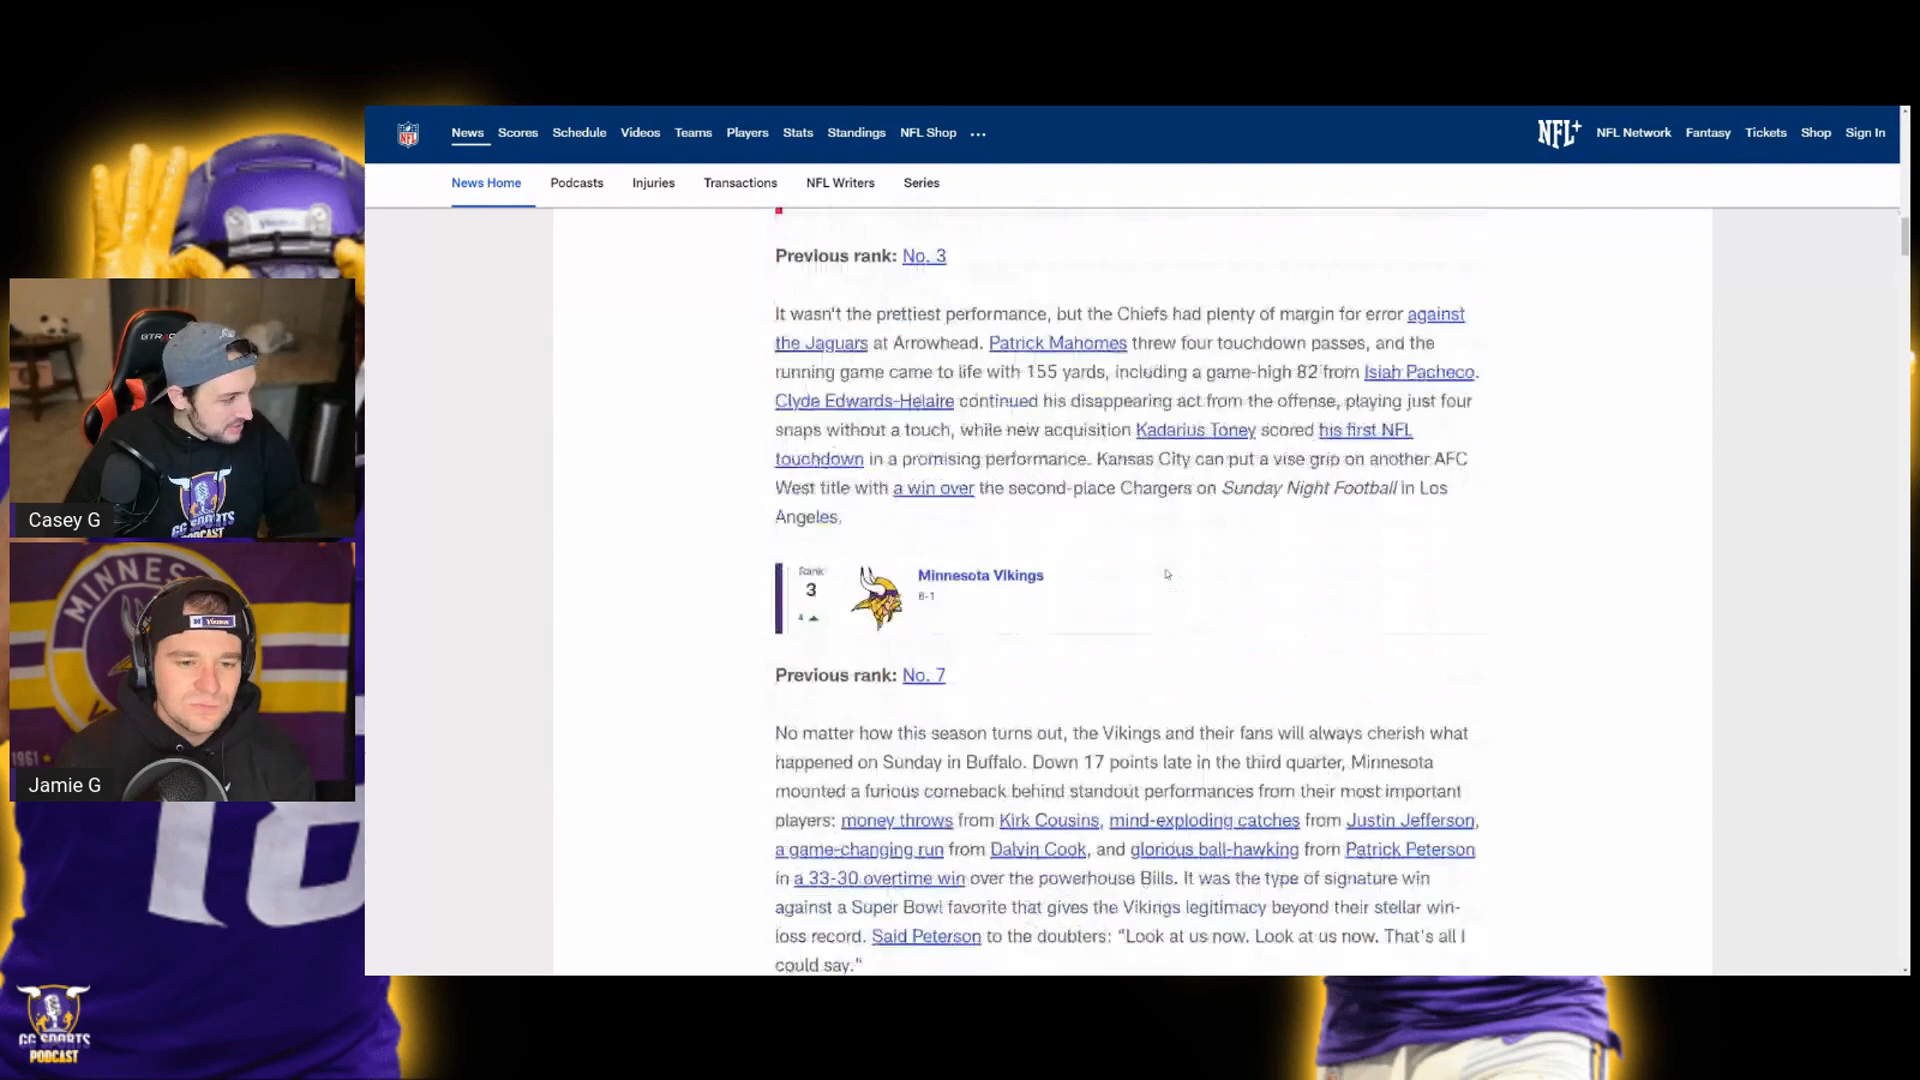 News Scores Schedule Videos Teams Players Stats Standings NFL Shop ...
NFL+ NFL Network Fantasy Tickets Shop Sign In
News Home Podcasts Injuries Transactions NFL Writers Series
Previous rank: No. 3
It wasn't the prettiest performance, but the Chiefs had plenty of margin for error against
the Jaguars at Arrowhead. Patrick Mahomes threw four touchdown passes, and the
running game came to life with 155 yards, including a game-high 82 from Isiah Pacheco.
Clyde Edwards-Helaire continued his disappearing act from the offense, playing just four
snaps without a touch, while new acquisition Kadarius Toney scored his first NFL
touchdown in a promising performance. Kansas City can put a vise grip on another AFC
West title with a win over the second-place Chargers on Sunday Night Football in Los
Angeles.
Rank
3
4
Minnesota Vikings
8-1
Previous rank: No. 7
No matter how this season turns out, the Vikings and their fans will always cherish what
happened on Sunday in Buffalo. Down 17 points late in the third quarter, Minnesota
mounted a furious comeback behind standout performances from their most important
players: money throws from Kirk Cousins, mind-exploding catches from Justin Jefferson,
a game-changing run from Dalvin Cook, and glorious ball-hawking from Patrick Peterson
in a 33-30 overtime win over the powerhouse Bills. It was the type of signature win
against a Super Bowl favorite that gives the Vikings legitimacy beyond their stellar win-
loss record. Said Peterson to the doubters: "Look at us now. Look at us now. That's all I
could say."
GTRACING
GG SPORTS
PODCAST
Casey G
MINNES
VIKINGS
1961
Jamie G
18
GG SPORTS
PODCAST